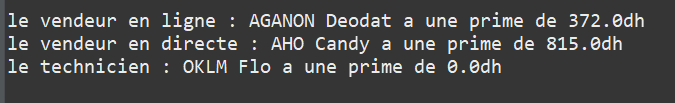 le vendeur en ligne : AGANON Deodat a une prime de 372.0dh
le vendeur en directe : AHO Candy a une prime de 815.0dh
le technicien : OKLM Flo a une prime de 0.0dh